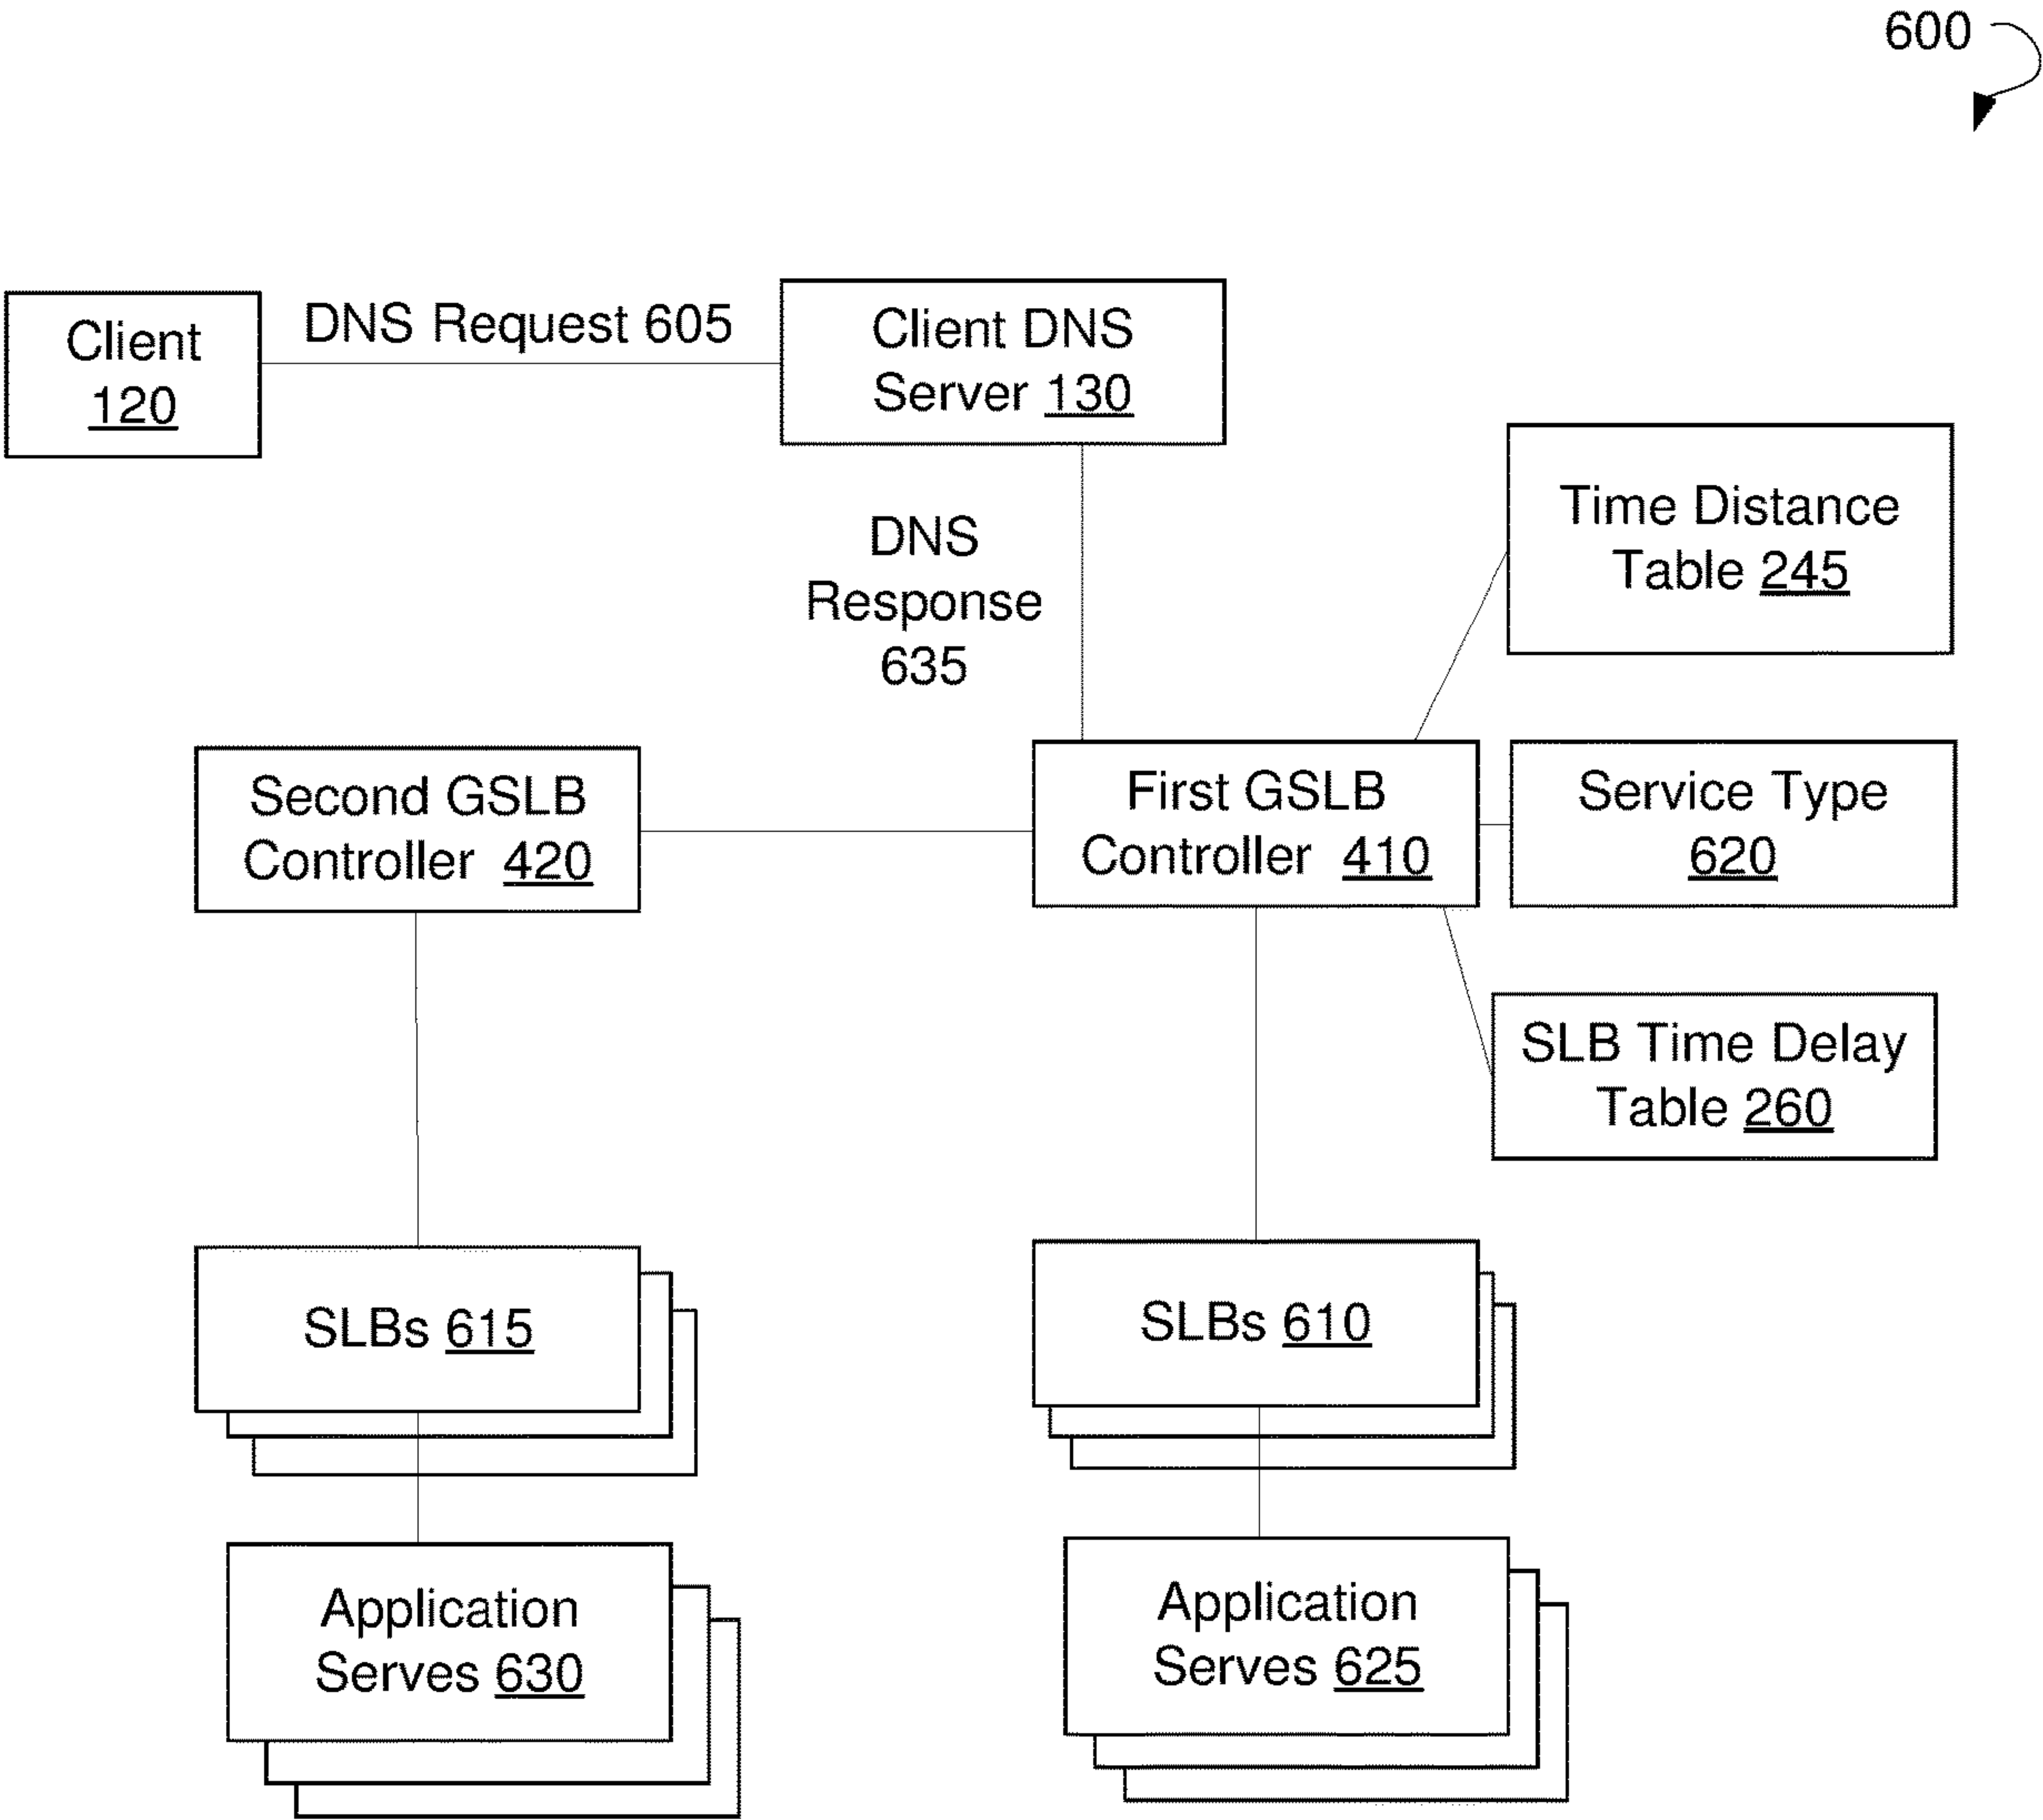 600
Client
120
DNS Request 605
Client DNS
Server 130
Time Distance
Table 245
DNS
Response
635
Second GSLB
Controller 420
First GSLB
Controller 410
Service Type
620
SLB Time Delay
Table 260
SLBs 615
SLBs 610
Application
Serves 630
Application
Serves 625